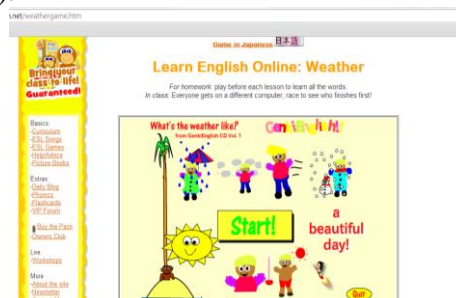 .net/weathergame.htm
Game in Japanese 日本語
Learn English Online: Weather
For homework: play before each lesson to learn all the words.
In class: Everyone gets on a different computer, race to see who finishes first!
Bring your
class to life!
Guaranteed!
Basics
-Curriculum
-ESL Songs
-ESL Games
-Help/Advice
-Picture Books
Extras
-Daily Blog
-Phonics
-Flashcards
-VIP Forum
Buy the Pack
-Owners Club
Live
-Workshops
More
-About the site
-Newsletter
What's the weather like?
from GenkiEnglish CD Vol. 1
Genki English!
Start!
a
beautiful
day!
Quit